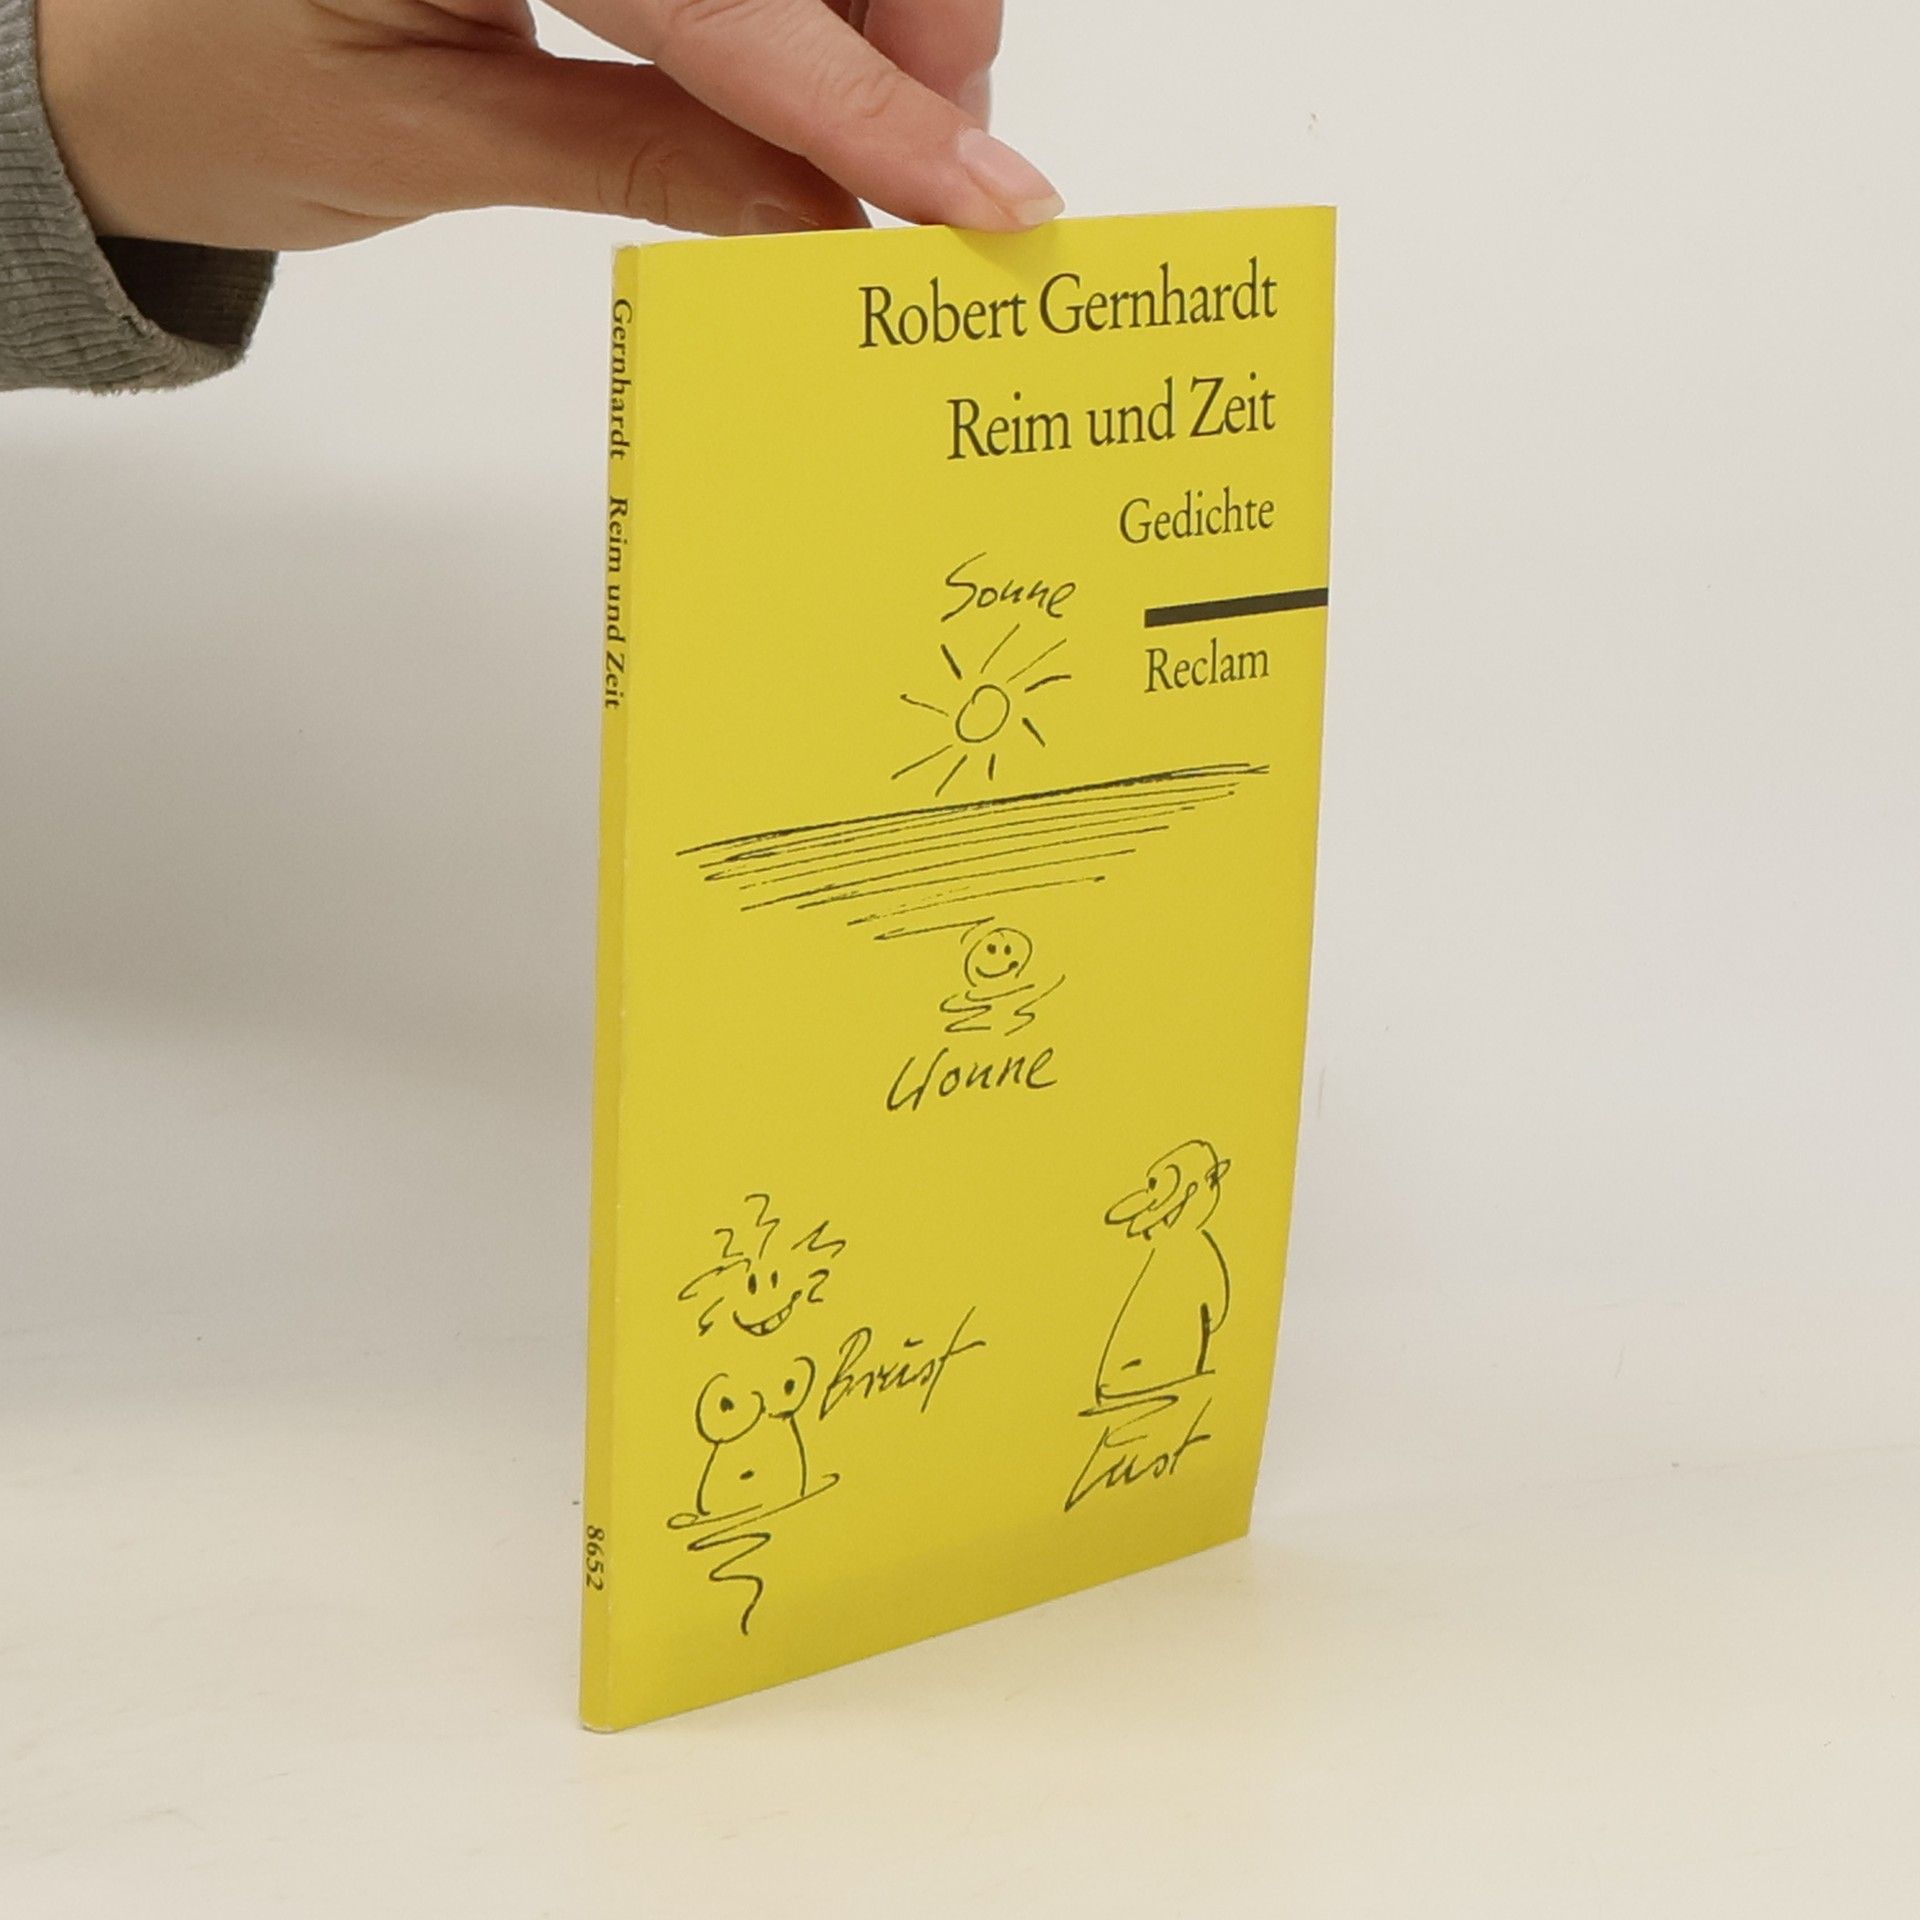 Robert Gernhardt
Reim und Zeit
Gedichte
Reclam
Sonne
Wonne
Brust
Lust
Gernhardt Reim und Zeit
8652